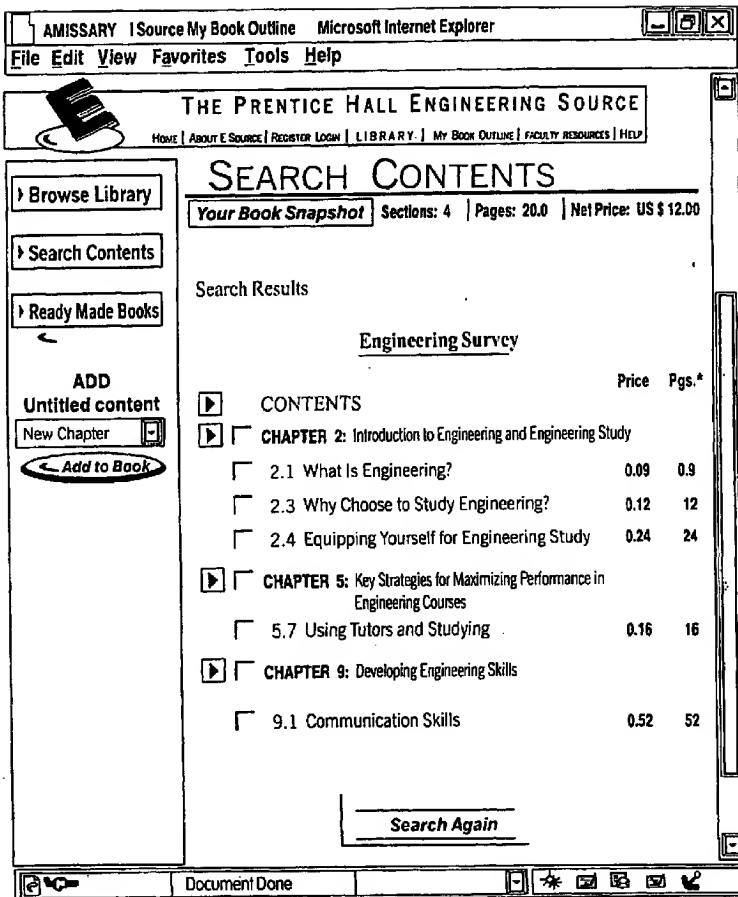 AMISSARY I Source My Book Outline Microsoft Internet Explorer
File Edit View Favorites Tools Help
THE PRENTICE HALL ENGINEERING SOURCE
HOME | ABOUT E SOURCE | REGISTER LOGIN | LIBRARY | MY BOOK OUTLINE | FACULTY RESOURCES | HELP
SEARCH CONTENTS
Your Book Snapshot Sections: 4 | Pages: 20.0 | Net Price: US $ 12.00
Browse Library
Search Contents
Ready Made Books
ADD
Untitled content
New Chapter
Add to Book
Search Results
Engineering Survey
Price Pgs.*
CONTENTS
CHAPTER 2: Introduction to Engineering and Engineering Study
2.1 What Is Engineering? 0.09 0.9
2.3 Why Choose to Study Engineering? 0.12 12
2.4 Equipping Yourself for Engineering Study 0.24 24
CHAPTER 5: Key Strategies for Maximizing Performance in
Engineering Courses
5.7 Using Tutors and Studying 0.16 16
CHAPTER 9: Developing Engineering Skills
9.1 Communication Skills 0.52 52
Search Again
Document Done